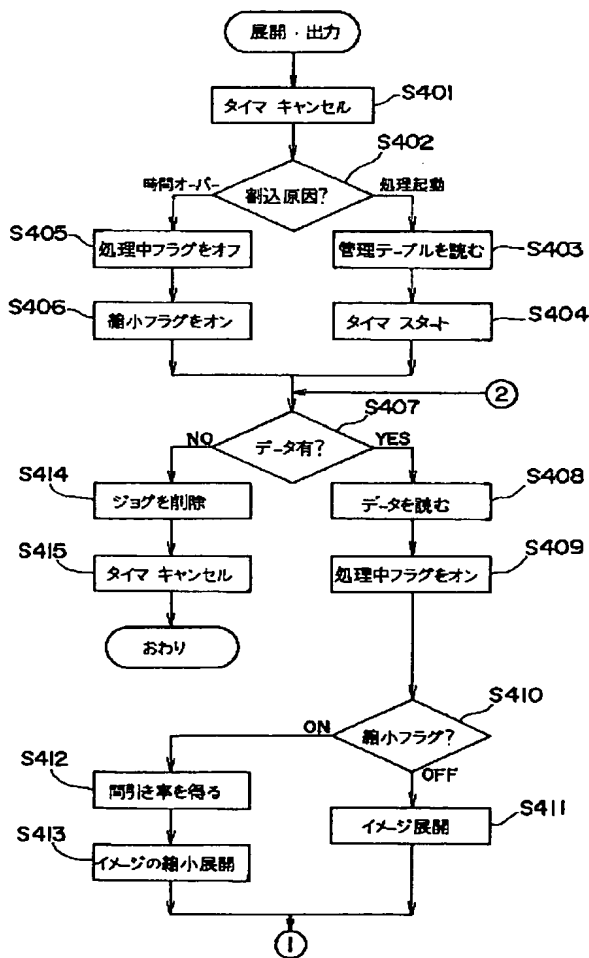 展開・出力
タイマ キャンセル
S401
S402
割込原因?
時間オーバー
処理起動
S405
処理中フラグをオフ
管理テーブルを読む
S403
S406
縮小フラグをオン
タイマ スタート
S404
②
S407
データ有?
NO
YES
S414
ジョグを削除
データを読む
S408
S415
タイマ キャンセル
処理中フラグをオン
S409
おわり
S410
縮小フラグ?
ON
OFF
S412
間引き率を得る
イメージ展開
S411
S413
イメージの縮小展開
①